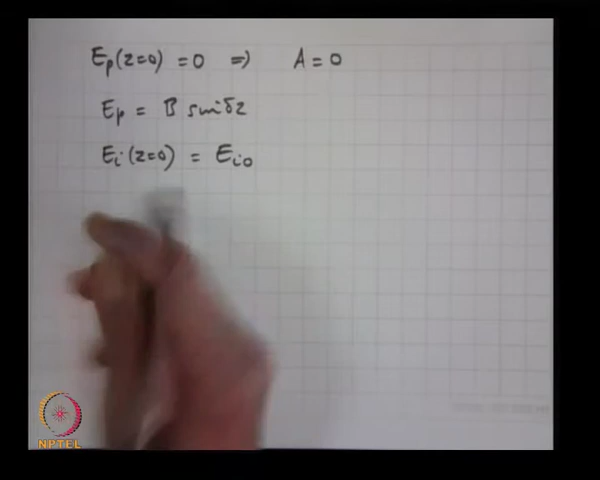 Ep(z=0) = 0 ⇒ A = 0
Ep = B sin δz
Ei(z=0) = Ei0
NPTEL